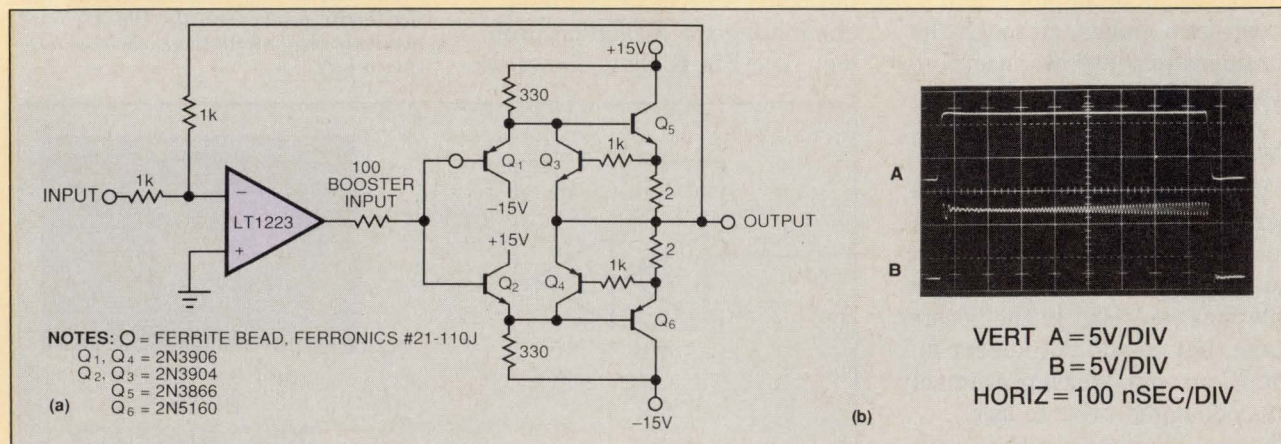 +15V
330
Q5
1k
Q1
Q3
1k
2
INPUT
1k
−
LT1223
+
100
BOOSTER
INPUT
−15V
OUTPUT
+15V
2
Q2
1k
Q4
Q6
330
−15V
NOTES: O = FERRITE BEAD, FERRONICS #21-110J
Q1, Q4 = 2N3906
Q2, Q3 = 2N3904
Q5 = 2N3866
Q6 = 2N5160
(a)
A
B
(b)
VERT A = 5V/DIV
B = 5V/DIV
HORIZ = 100 nSEC/DIV